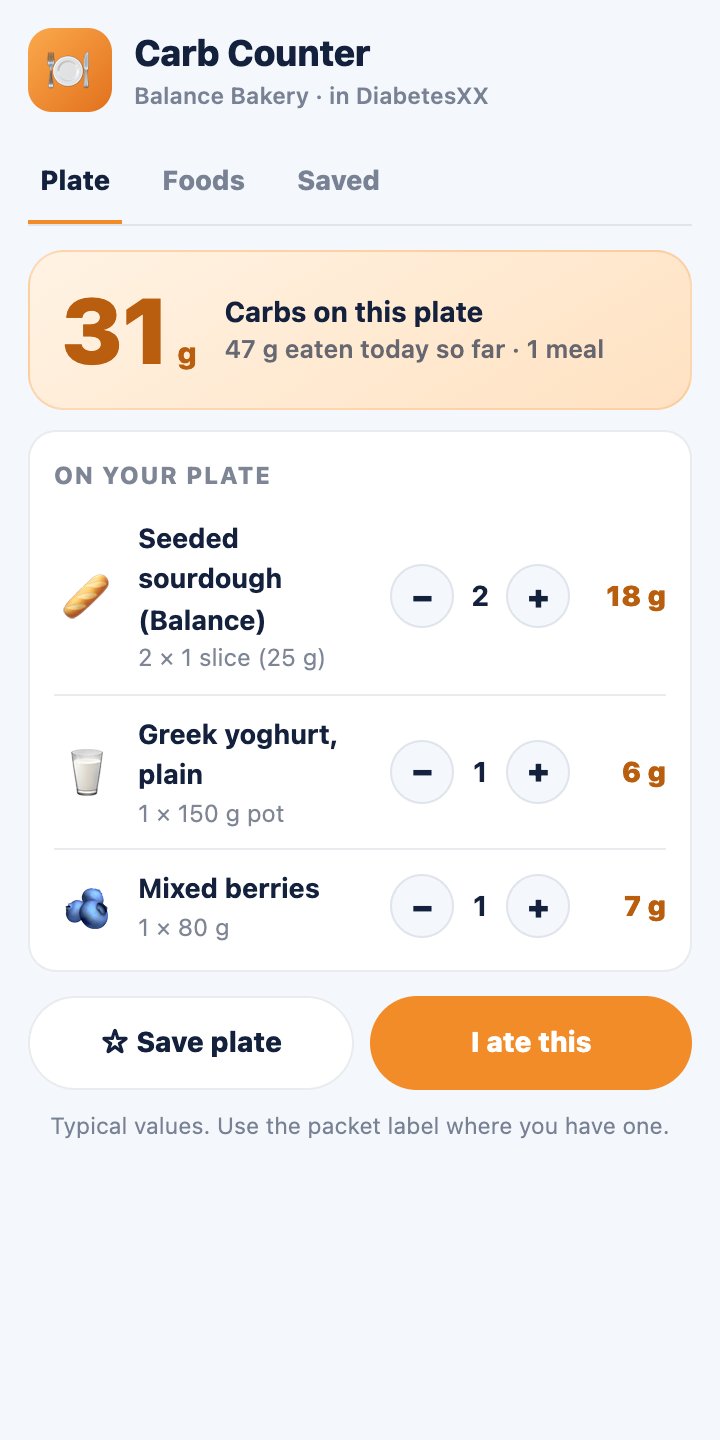 Carb Counter
Balance Bakery · in DiabetesXX
Plate Foods Saved
31 g
Carbs on this plate
47 g eaten today so far · 1 meal
ON YOUR PLATE
Seeded
sourdough
(Balance)
2 × 1 slice (25 g)
− 2 + 18 g
Greek yoghurt,
plain
1 × 150 g pot
− 1 + 6 g
Mixed berries
1 × 80 g
− 1 + 7 g
☆ Save plate
I ate this
Typical values. Use the packet label where you have one.